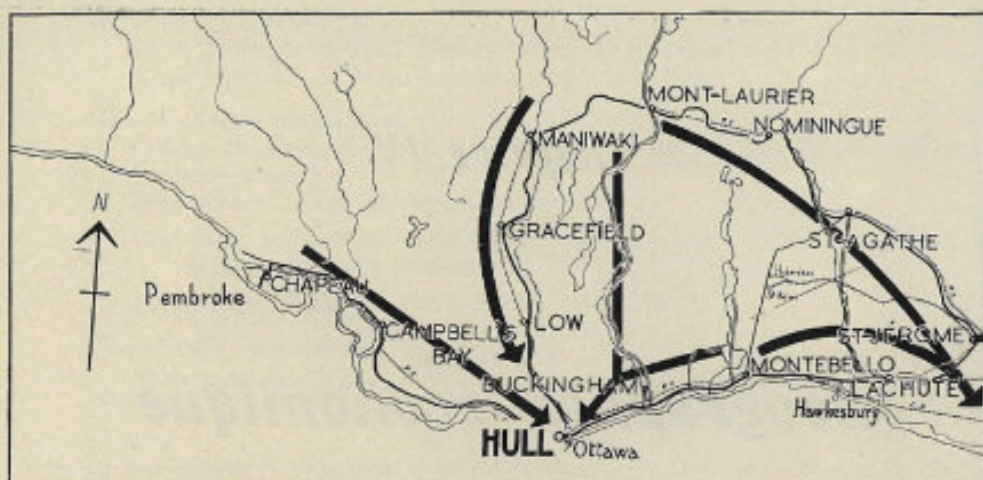 MONT-LAURIER
NOMININGUE
MANIWAKI
N
GRACEFIELD
ST-AGATHE
CHAPEAU
Pembroke
CAMPBELL'S
BAY
LOW
ST-JÉROME
MONTEBELLO
BUCKINGHAM
LACHUTE
Hawkesbury
HULL
Ottawa